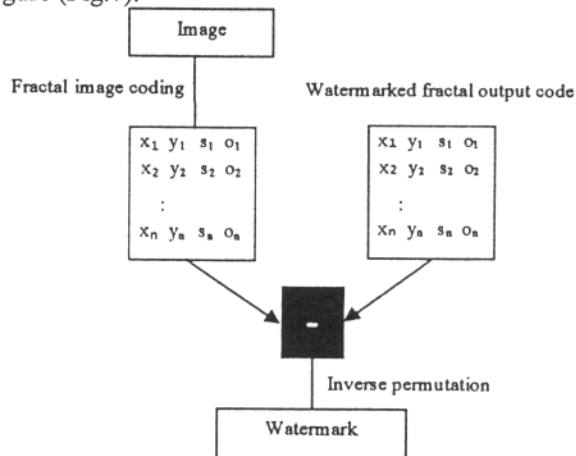 Image
Fractal image coding
Watermarked fractal output code
x₁ y₁ s₁ o₁
x₂ y₂ s₂ o₂
:
xₙ yₙ sₙ oₙ
x₁ y₁ s₁ o₁
x₂ y₂ s₂ o₂
:
xₙ yₙ sₙ oₙ
-
Inverse permutation
Watermark